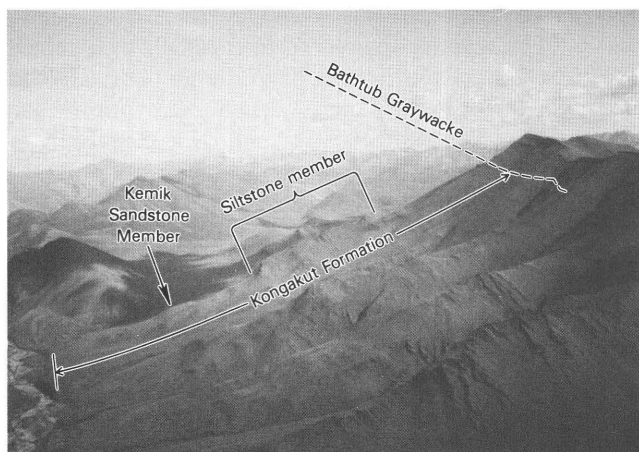 Bathtub Graywacke
Siltstone member
Kemik
Sandstone
Member
Kongakut Formation